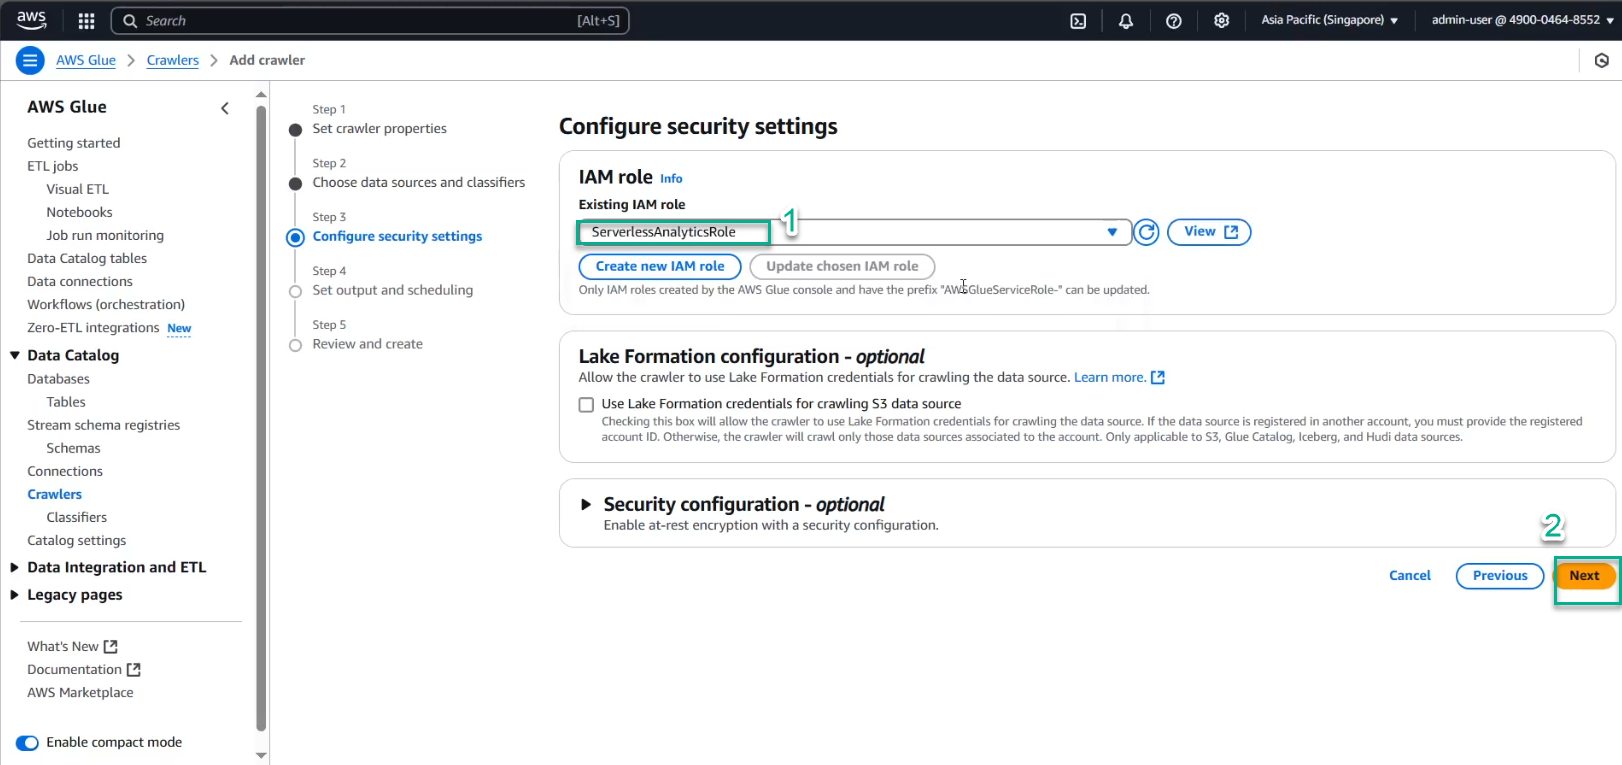 aws
Search [Alt+S]
Asia Pacific (Singapore)
admin-user @ 4900-0464-8552
AWS Glue
Crawlers
Add crawler
AWS Glue
Getting started
ETL jobs
Visual ETL
Notebooks
Job run monitoring
Data Catalog tables
Data connections
Workflows (orchestration)
Zero-ETL integrations New
Data Catalog
Databases
Tables
Stream schema registries
Schemas
Connections
Crawlers
Classifiers
Catalog settings
Data Integration and ETL
Legacy pages
What's New
Documentation
AWS Marketplace
Enable compact mode
Step 1
Set crawler properties
Step 2
Choose data sources and classifiers
Step 3
Configure security settings
Step 4
Set output and scheduling
Step 5
Review and create
Configure security settings
IAM role Info
Existing IAM role
ServerlessAnalyticsRole
1
View
Create new IAM role
Update chosen IAM role
Only IAM roles created by the AWS Glue console and have the prefix "AWSGlueServiceRole-" can be updated.
Lake Formation configuration - optional
Allow the crawler to use Lake Formation credentials for crawling the data source. Learn more.
Use Lake Formation credentials for crawling S3 data source
Checking this box will allow the crawler to use Lake Formation credentials for crawling the data source. If the data source is registered in another account, you must provide the registered
account ID. Otherwise, the crawler will crawl only those data sources associated to the account. Only applicable to S3, Glue Catalog, Iceberg, and Hudi data sources.
Security configuration - optional
Enable at-rest encryption with a security configuration.
2
Cancel
Previous
Next